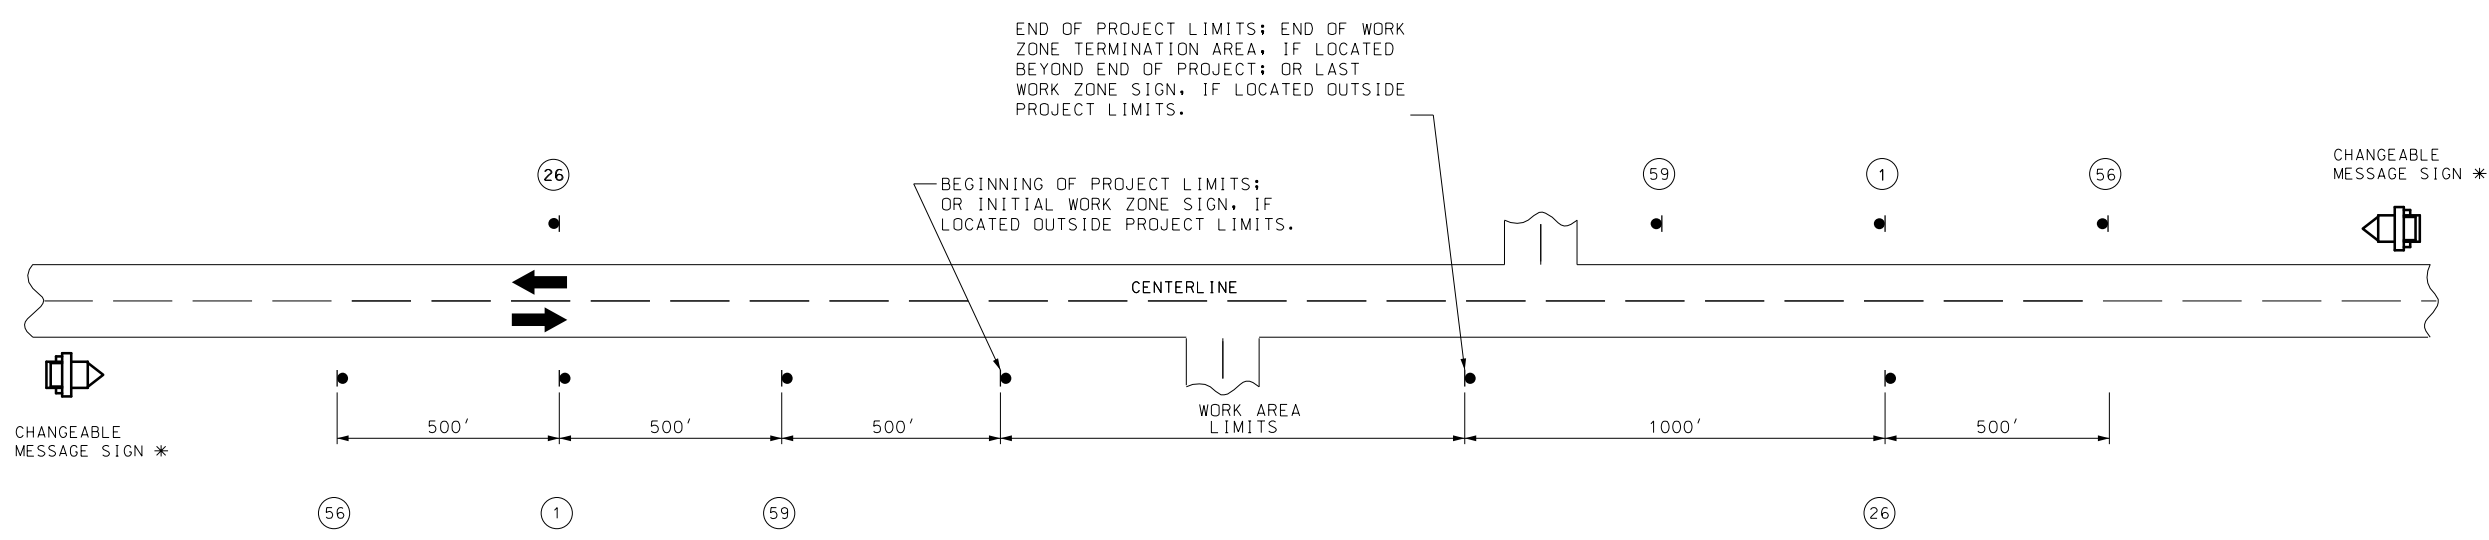 END OF PROJECT LIMITS; END OF WORK
ZONE TERMINATION AREA, IF LOCATED
BEYOND END OF PROJECT; OR LAST
WORK ZONE SIGN, IF LOCATED OUTSIDE
PROJECT LIMITS.
CHANGEABLE
MESSAGE SIGN *
26
BEGINNING OF PROJECT LIMITS;
OR INITIAL WORK ZONE SIGN, IF
LOCATED OUTSIDE PROJECT LIMITS.
59
1
56
CENTERLINE
WORK AREA
LIMITS
500'
500'
500'
1000'
500'
CHANGEABLE
MESSAGE SIGN *
56
1
59
26